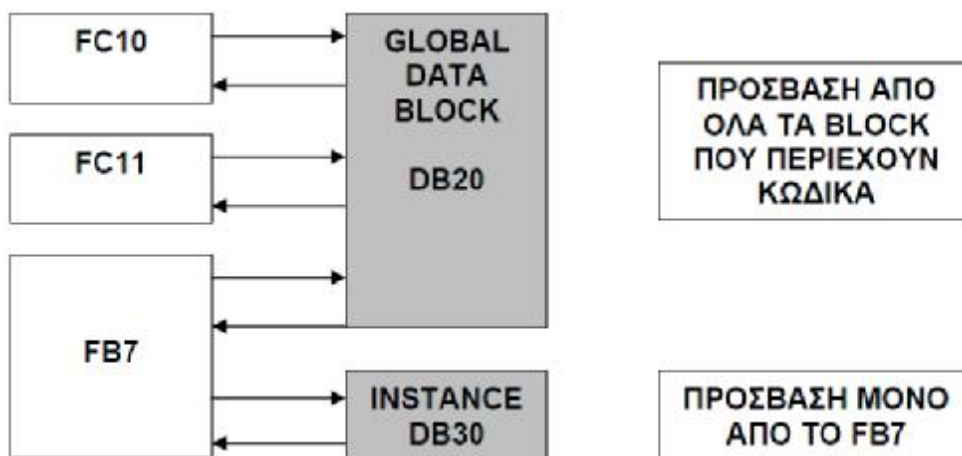 FC10
GLOBAL
DATA
BLOCK
DB20
ΠΡΟΣΒΑΣΗ ΑΠΟ
ΟΛΑ ΤΑ BLOCK
ΠΟΥ ΠΕΡΙΕΧΟΥΝ
ΚΩΔΙΚΑ
FC11
FB7
INSTANCE
DB30
ΠΡΟΣΒΑΣΗ ΜΟΝΟ
ΑΠΟ ΤΟ FB7